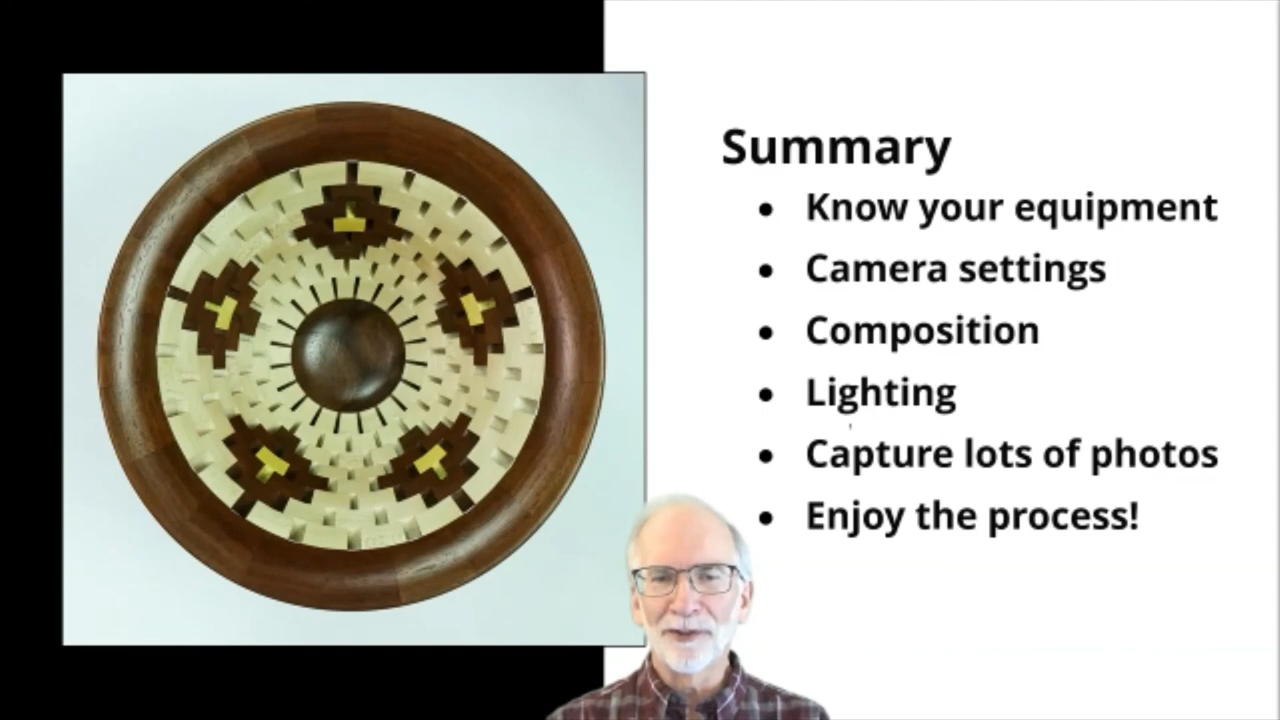 Summary
• Know your equipment
• Camera settings
• Composition
• Lighting
• Capture lots of photos
• Enjoy the process!